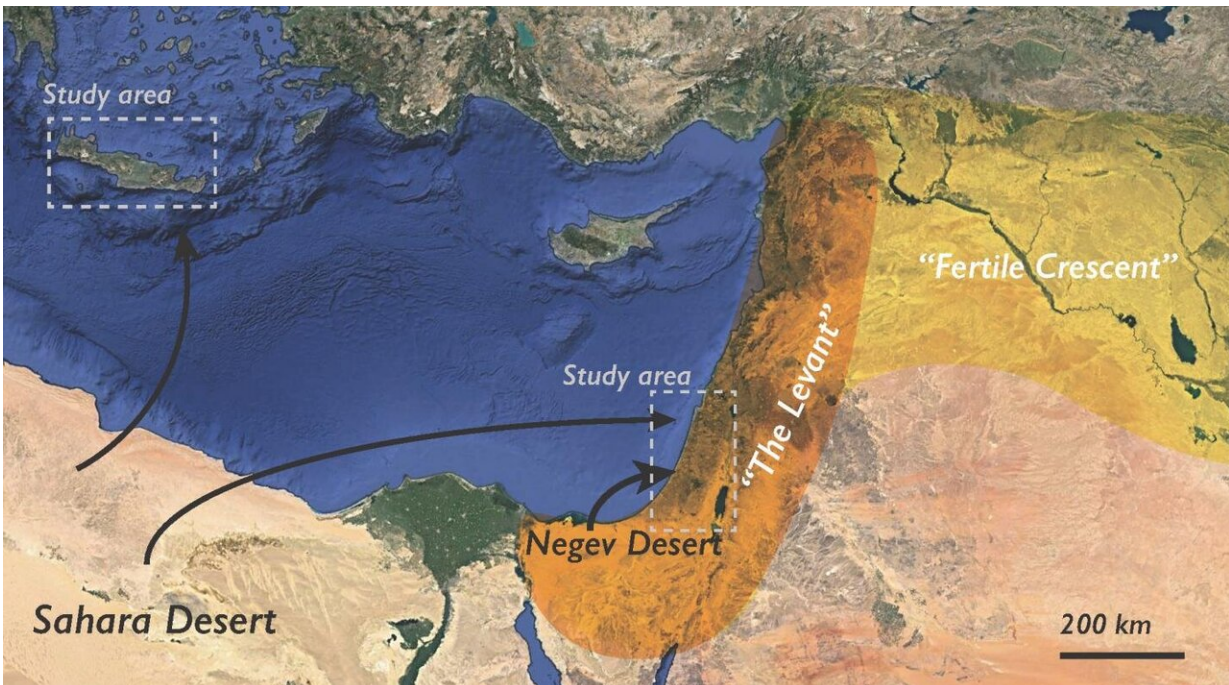 Study area
“Fertile Crescent”
Study area
“The Levant”
Negev Desert
Sahara Desert
200 km